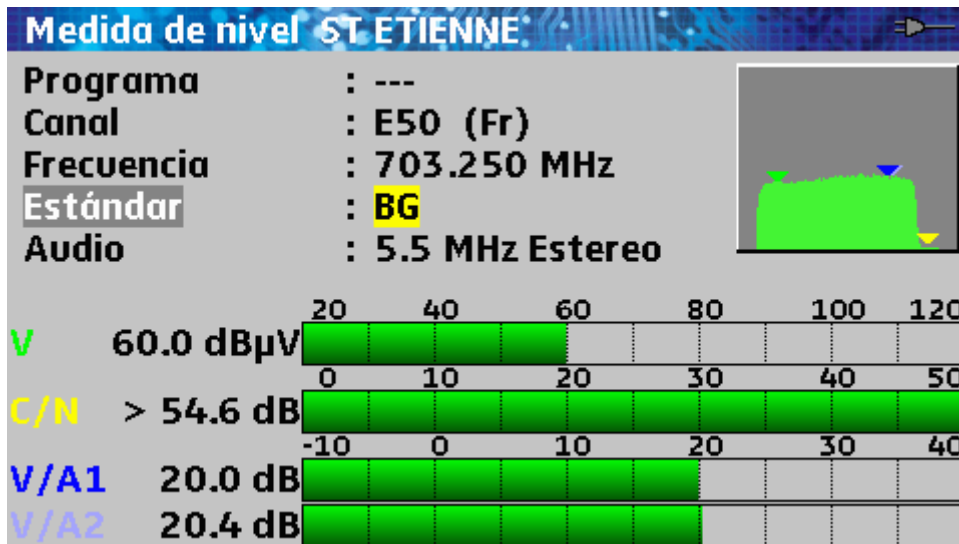 Medida de nivel ST ETIENNE
Programa : ---
Canal : E50 (Fr)
Frecuencia : 703.250 MHz
Estándar : BG
Audio : 5.5 MHz Estereo
20 40 60 80 100 120
V 60.0 dBµV
0 10 20 30 40 50
C/N > 54.6 dB
-10 0 10 20 30 40
V/A1 20.0 dB
V/A2 20.4 dB